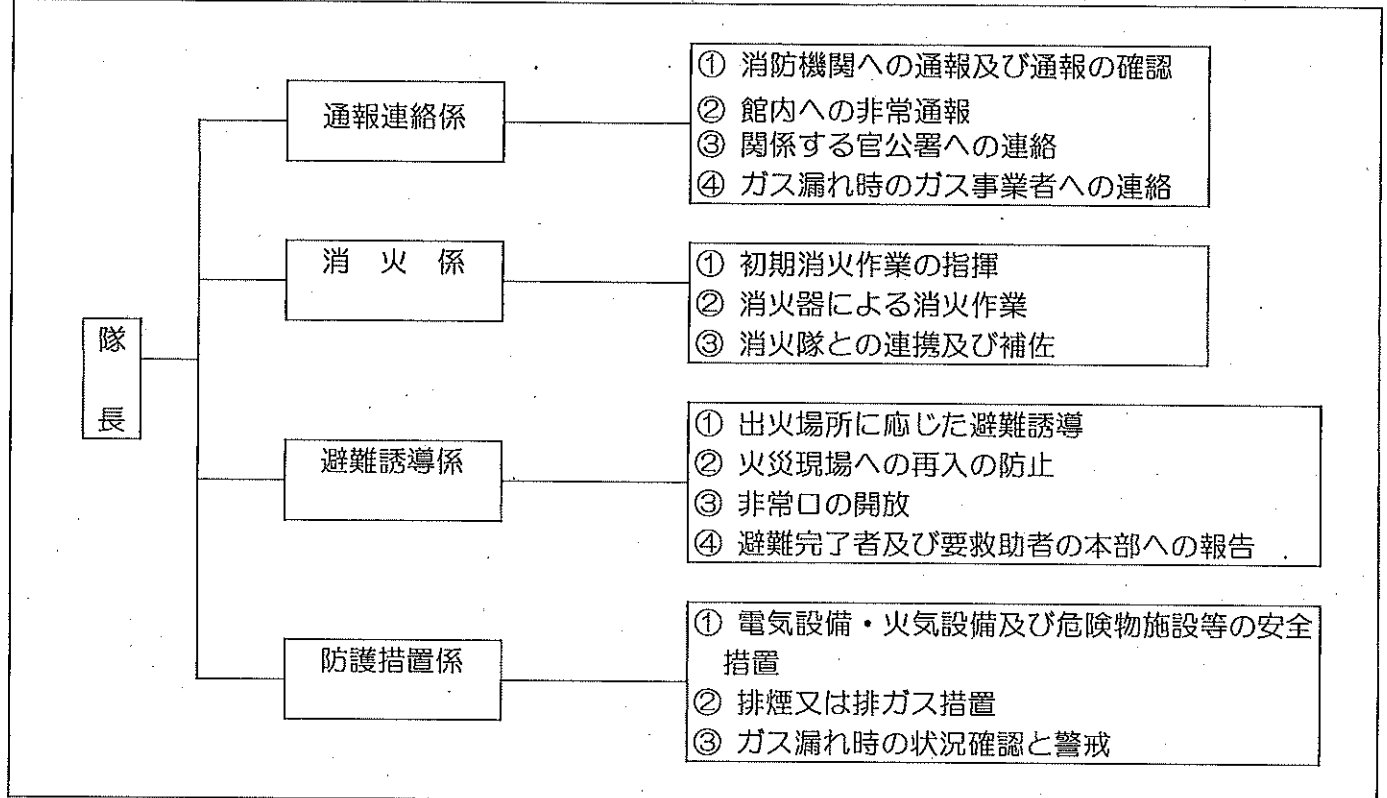 隊
長
通報連絡係
① 消防機関への通報及び通報の確認
② 館内への非常通報
③ 関係する官公署への連絡
④ ガス漏れ時のガス事業者への連絡
消　火　係
① 初期消火作業の指揮
② 消火器による消火作業
③ 消火隊との連携及び補佐
避難誘導係
① 出火場所に応じた避難誘導
② 火災現場への再入の防止
③ 非常口の開放
④ 避難完了者及び要救助者の本部への報告
防護措置係
① 電気設備・火気設備及び危険物施設等の安全
措置
② 排煙又は排ガス措置
③ ガス漏れ時の状況確認と警戒